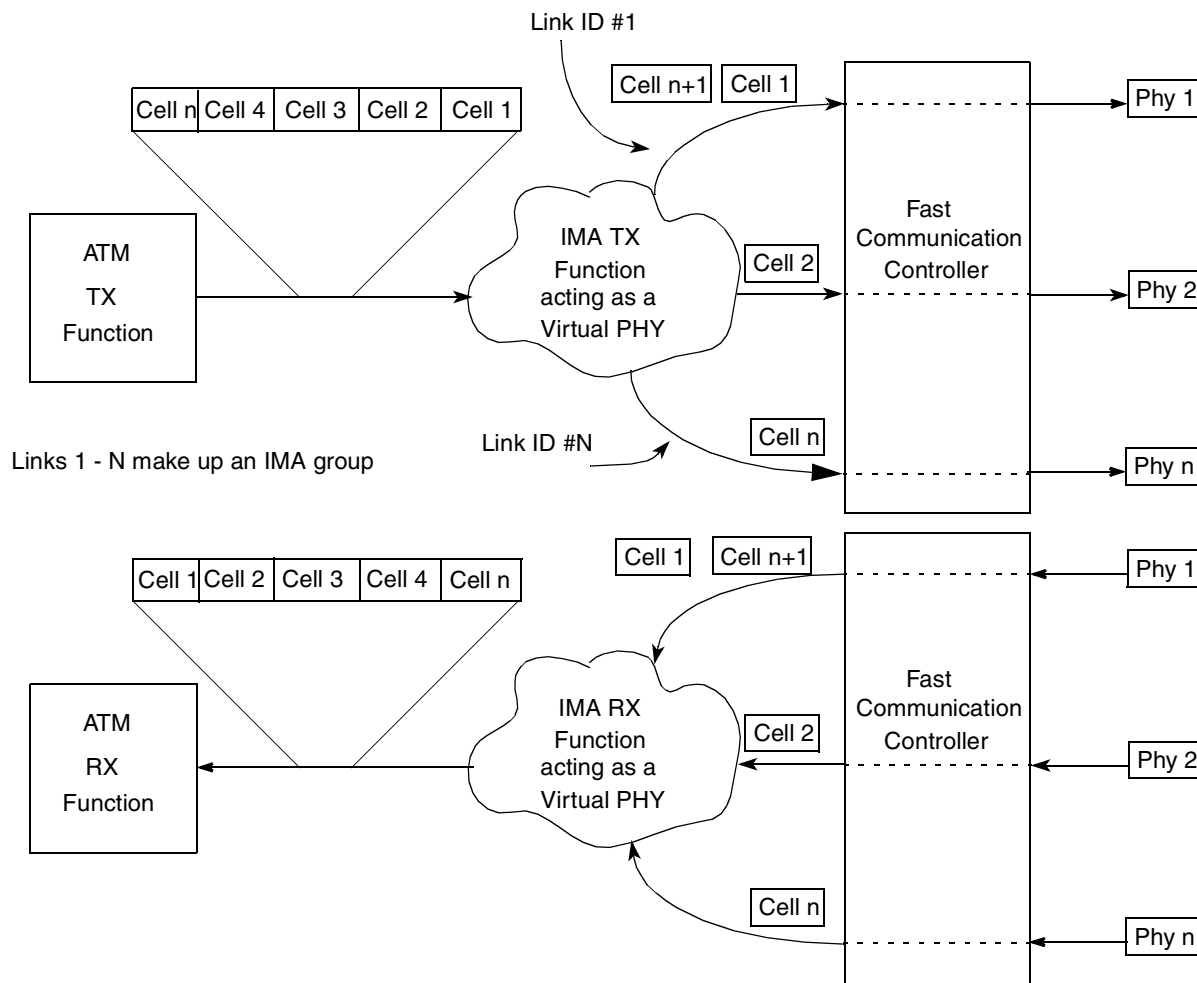 Link ID #1
Cell n+1 Cell 1
Phy 1
Cell n Cell 4 Cell 3 Cell 2 Cell 1
ATM
TX
Function
IMA TX
Function
acting as a
Virtual PHY
Cell 2
Fast
Communication
Controller
Phy 2
Link ID #N
Cell n
Phy n
Links 1 - N make up an IMA group
Cell 1 Cell n+1
Phy 1
Cell 1 Cell 2 Cell 3 Cell 4 Cell n
ATM
RX
Function
IMA RX
Function
acting as a
Virtual PHY
Cell 2
Fast
Communication
Controller
Phy 2
Cell n
Phy n